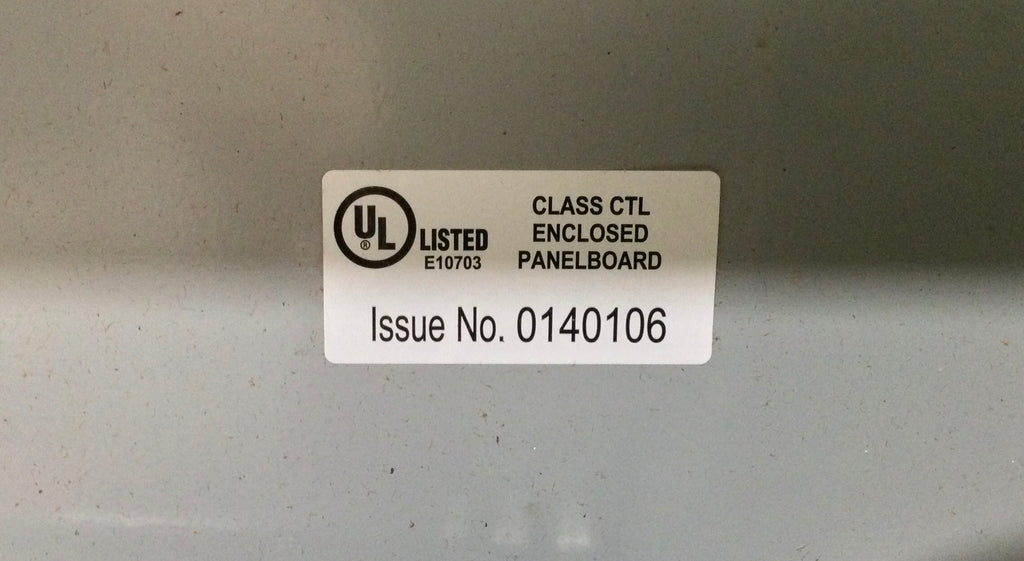 UL® LISTED
E10703
CLASS CTL
ENCLOSED
PANELBOARD
Issue No. 0140106